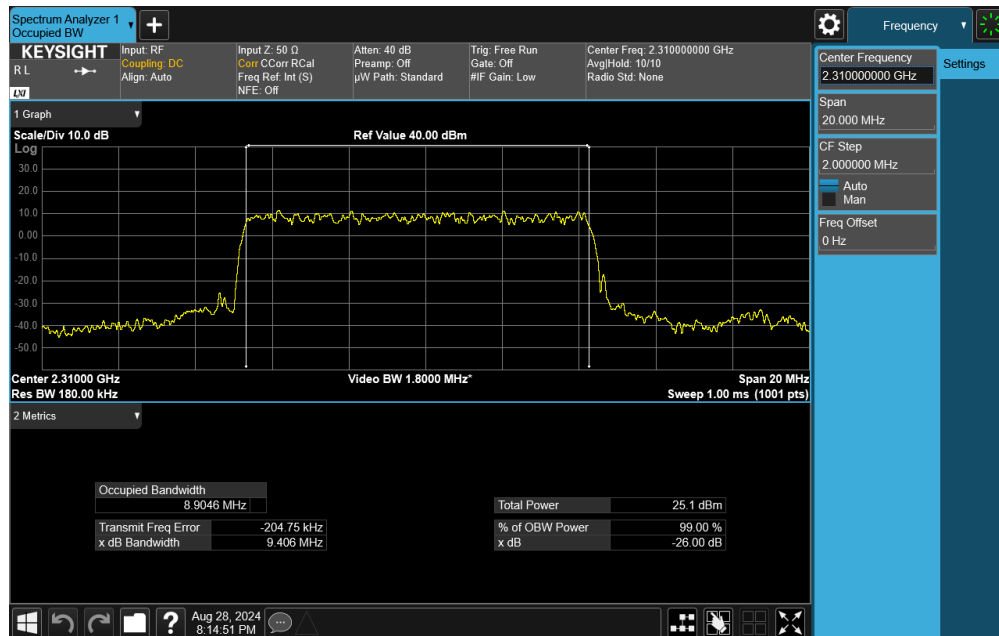 Spectrum Analyzer 1
Occupied BW
Frequency
KEYSIGHT
R L
LXI
Input: RF
Coupling: DC
Align: Auto
Input Z: 50 Ω
Corr CCorr RCal
Freq Ref: Int (S)
NFE: Off
Atten: 40 dB
Preamp: Off
µW Path: Standard
Trig: Free Run
Gate: Off
#IF Gain: Low
Center Freq: 2.310000000 GHz
Avg|Hold: 10/10
Radio Std: None
Center Frequency
2.310000000 GHz
Settings
Span
20.000 MHz
CF Step
2.000000 MHz
Auto
Man
Freq Offset
0 Hz
1 Graph
Scale/Div 10.0 dB
Ref Value 40.00 dBm
Log
30.0
20.0
10.0
0.00
-10.0
-20.0
-30.0
-40.0
-50.0
Center 2.31000 GHz
Video BW 1.8000 MHz*
Span 20 MHz
Res BW 180.00 kHz
Sweep 1.00 ms (1001 pts)
2 Metrics
Occupied Bandwidth
8.9046 MHz
Total Power 25.1 dBm
Transmit Freq Error -204.75 kHz
% of OBW Power 99.00 %
x dB Bandwidth 9.406 MHz
x dB -26.00 dB
?
Aug 28, 2024
8:14:51 PM